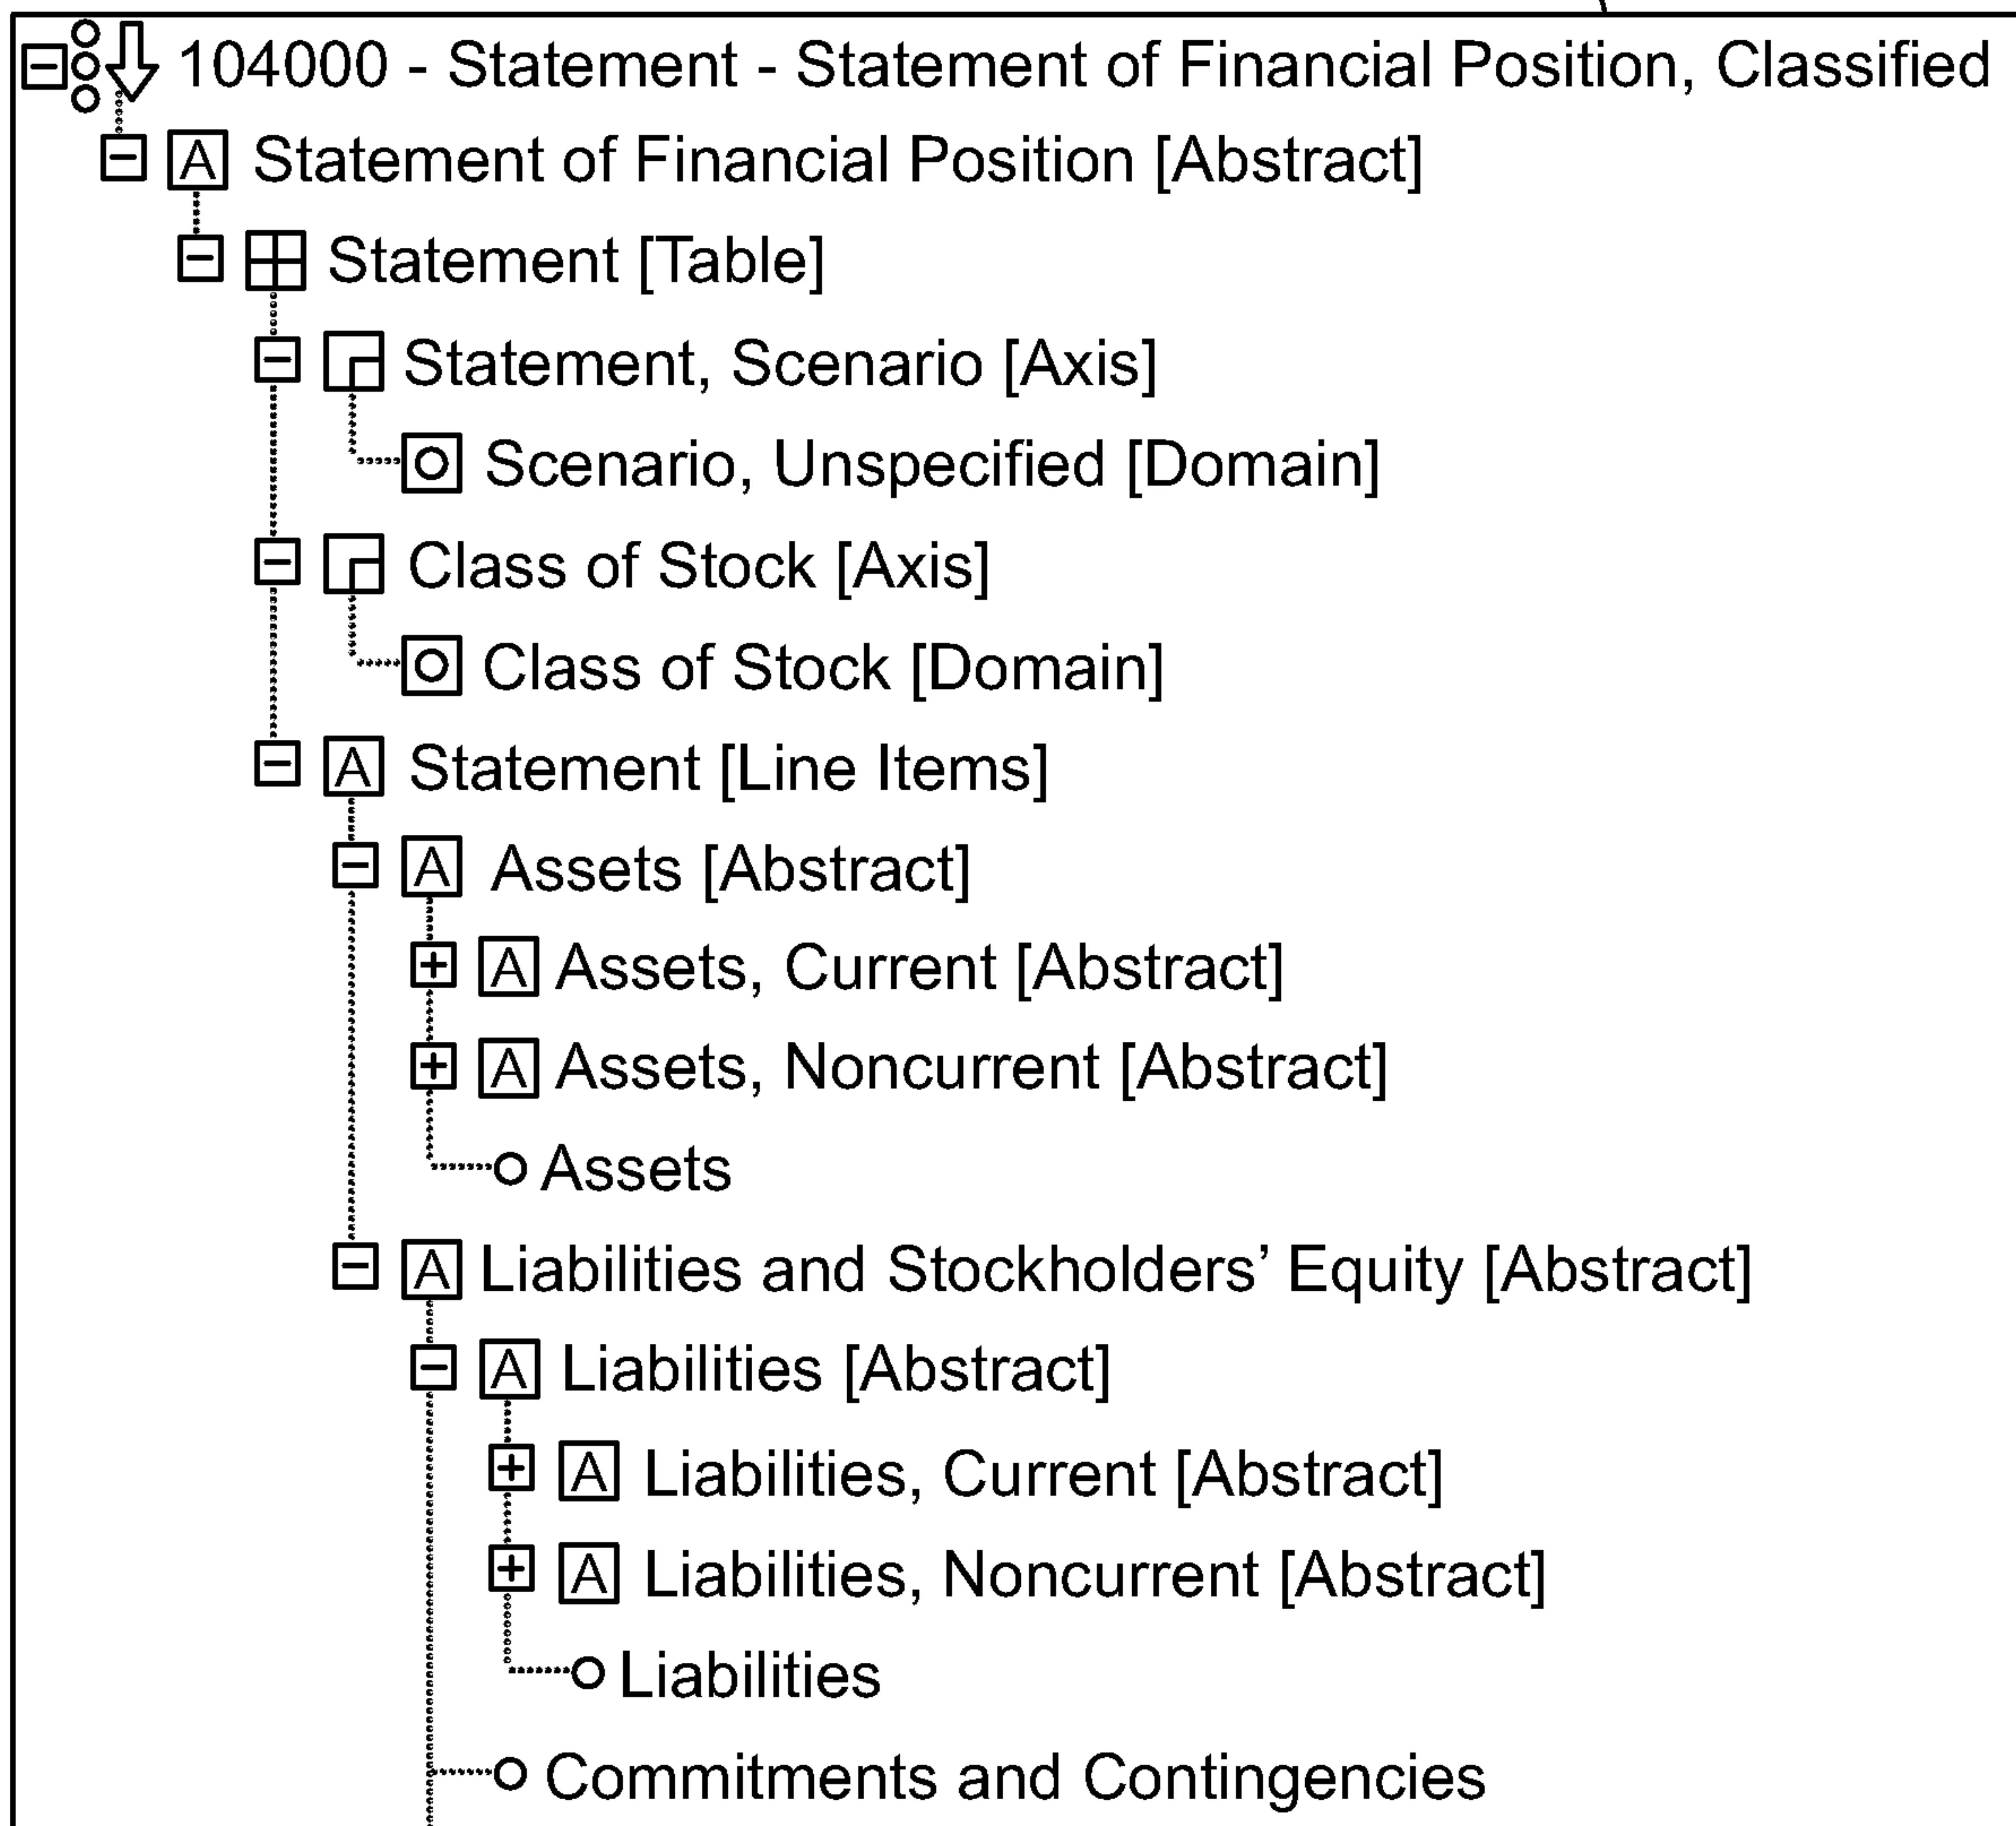 104000 - Statement - Statement of Financial Position, Classified
A Statement of Financial Position [Abstract]
Statement [Table]
Statement, Scenario [Axis]
Scenario, Unspecified [Domain]
Class of Stock [Axis]
Class of Stock [Domain]
A Statement [Line Items]
A Assets [Abstract]
A Assets, Current [Abstract]
A Assets, Noncurrent [Abstract]
Assets
A Liabilities and Stockholders’ Equity [Abstract]
A Liabilities [Abstract]
A Liabilities, Current [Abstract]
A Liabilities, Noncurrent [Abstract]
Liabilities
Commitments and Contingencies